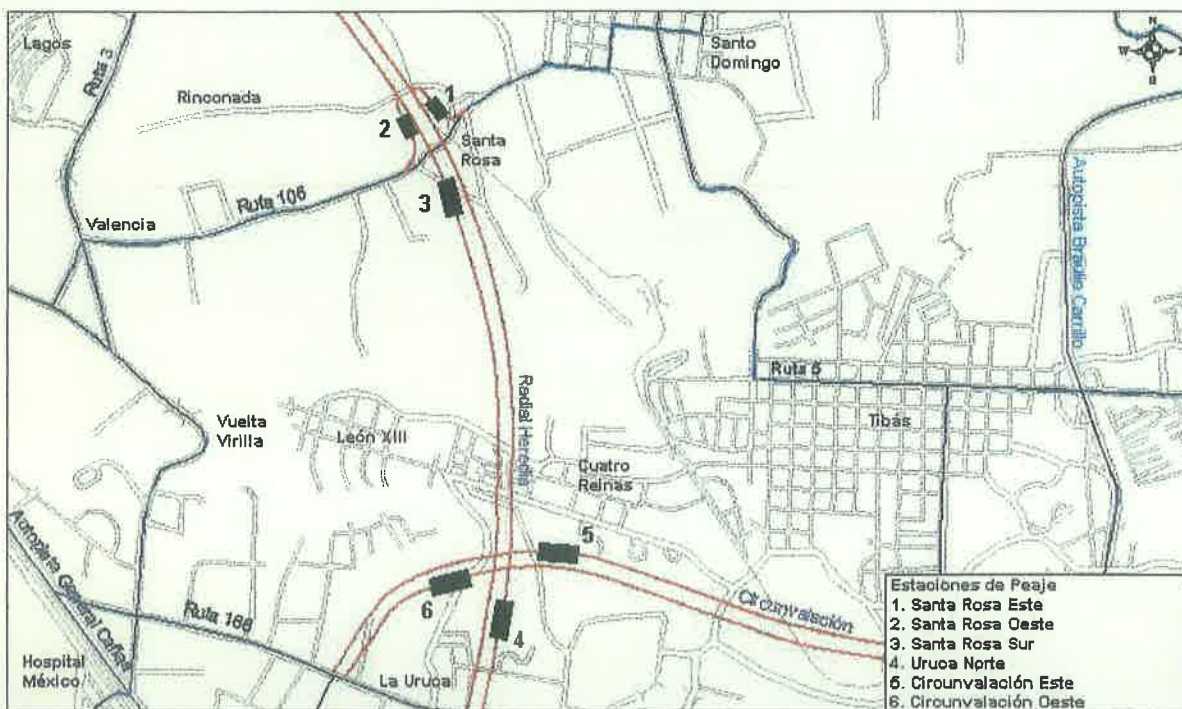 Lagos
Ruta 3
Rinconada
1
2
Santa
Rosa
Santo
Domingo
N
W
3
Ruta 106
Valencia
Autopista Braulio Carrillo
Ruta 5
Tibás
Radial Heredia
Vuelta
Virilla
León XIII
Cuatro
Reinas
5
6
4
Circunvalación
Autopista General Cañas
Ruta 166
Hospital
México
La Uruca
Estaciones de Peaje
1. Santa Rosa Este
2. Santa Rosa Oeste
3. Santa Rosa Sur
4. Uruca Norte
5. Circunvalación Este
6. Circunvalación Oeste